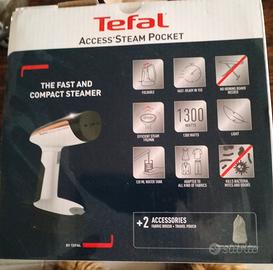 Tefal
ACCESS'STEAM POCKET
THE FAST AND
COMPACT STEAMER
FOLDABLE
FAST: READY IN 15S
NO IRONING BOARD
NEEDED
EFFICIENT STEAM
1300
1300 WATTS
LIGHT
120 ML WATER TANK
ADAPTED TO
ALL KIND OF FABRICS
KILLS BACTERIA,
MITES AND ODORS
+2 ACCESSORIES
FABRIC BRUSH + TRAVEL POUCH
BY TEFAL
subito